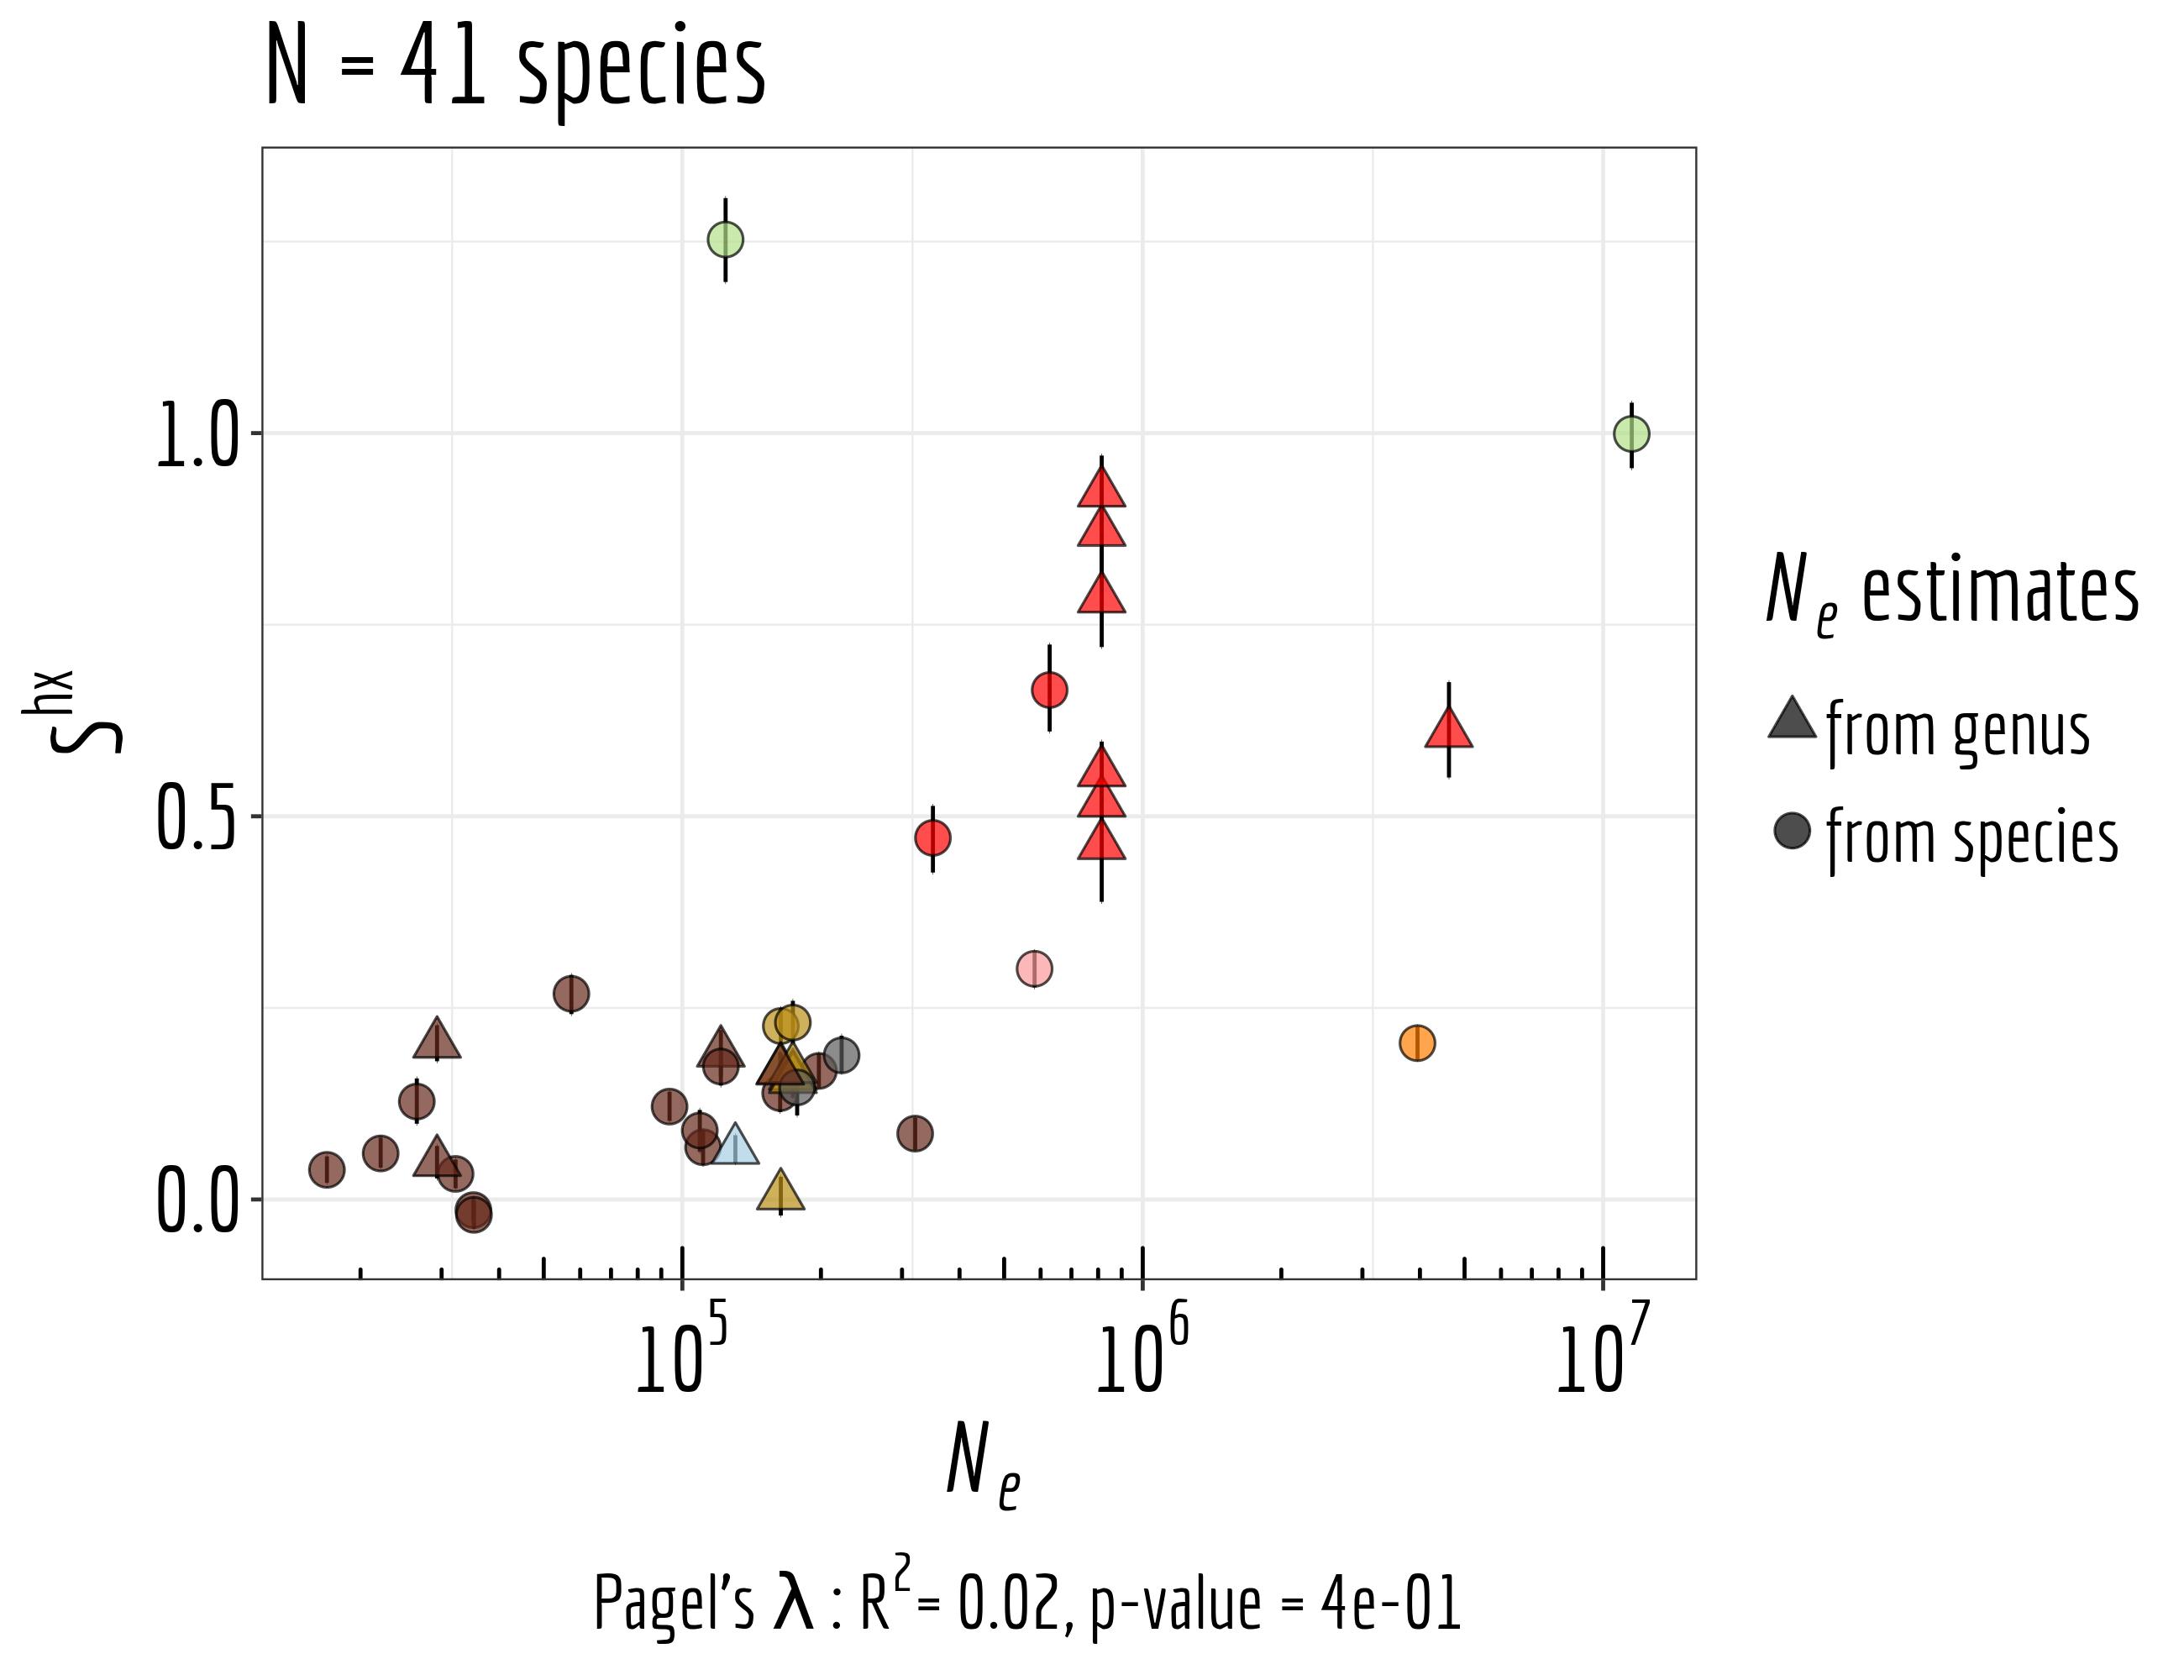 N = 41 species
1.0
0.5
0.0
S^hx
10^5
10^6
10^7
N_e
N_e estimates
from genus
from species
Pagel's λ : R^2= 0.02, p-value = 4e-01